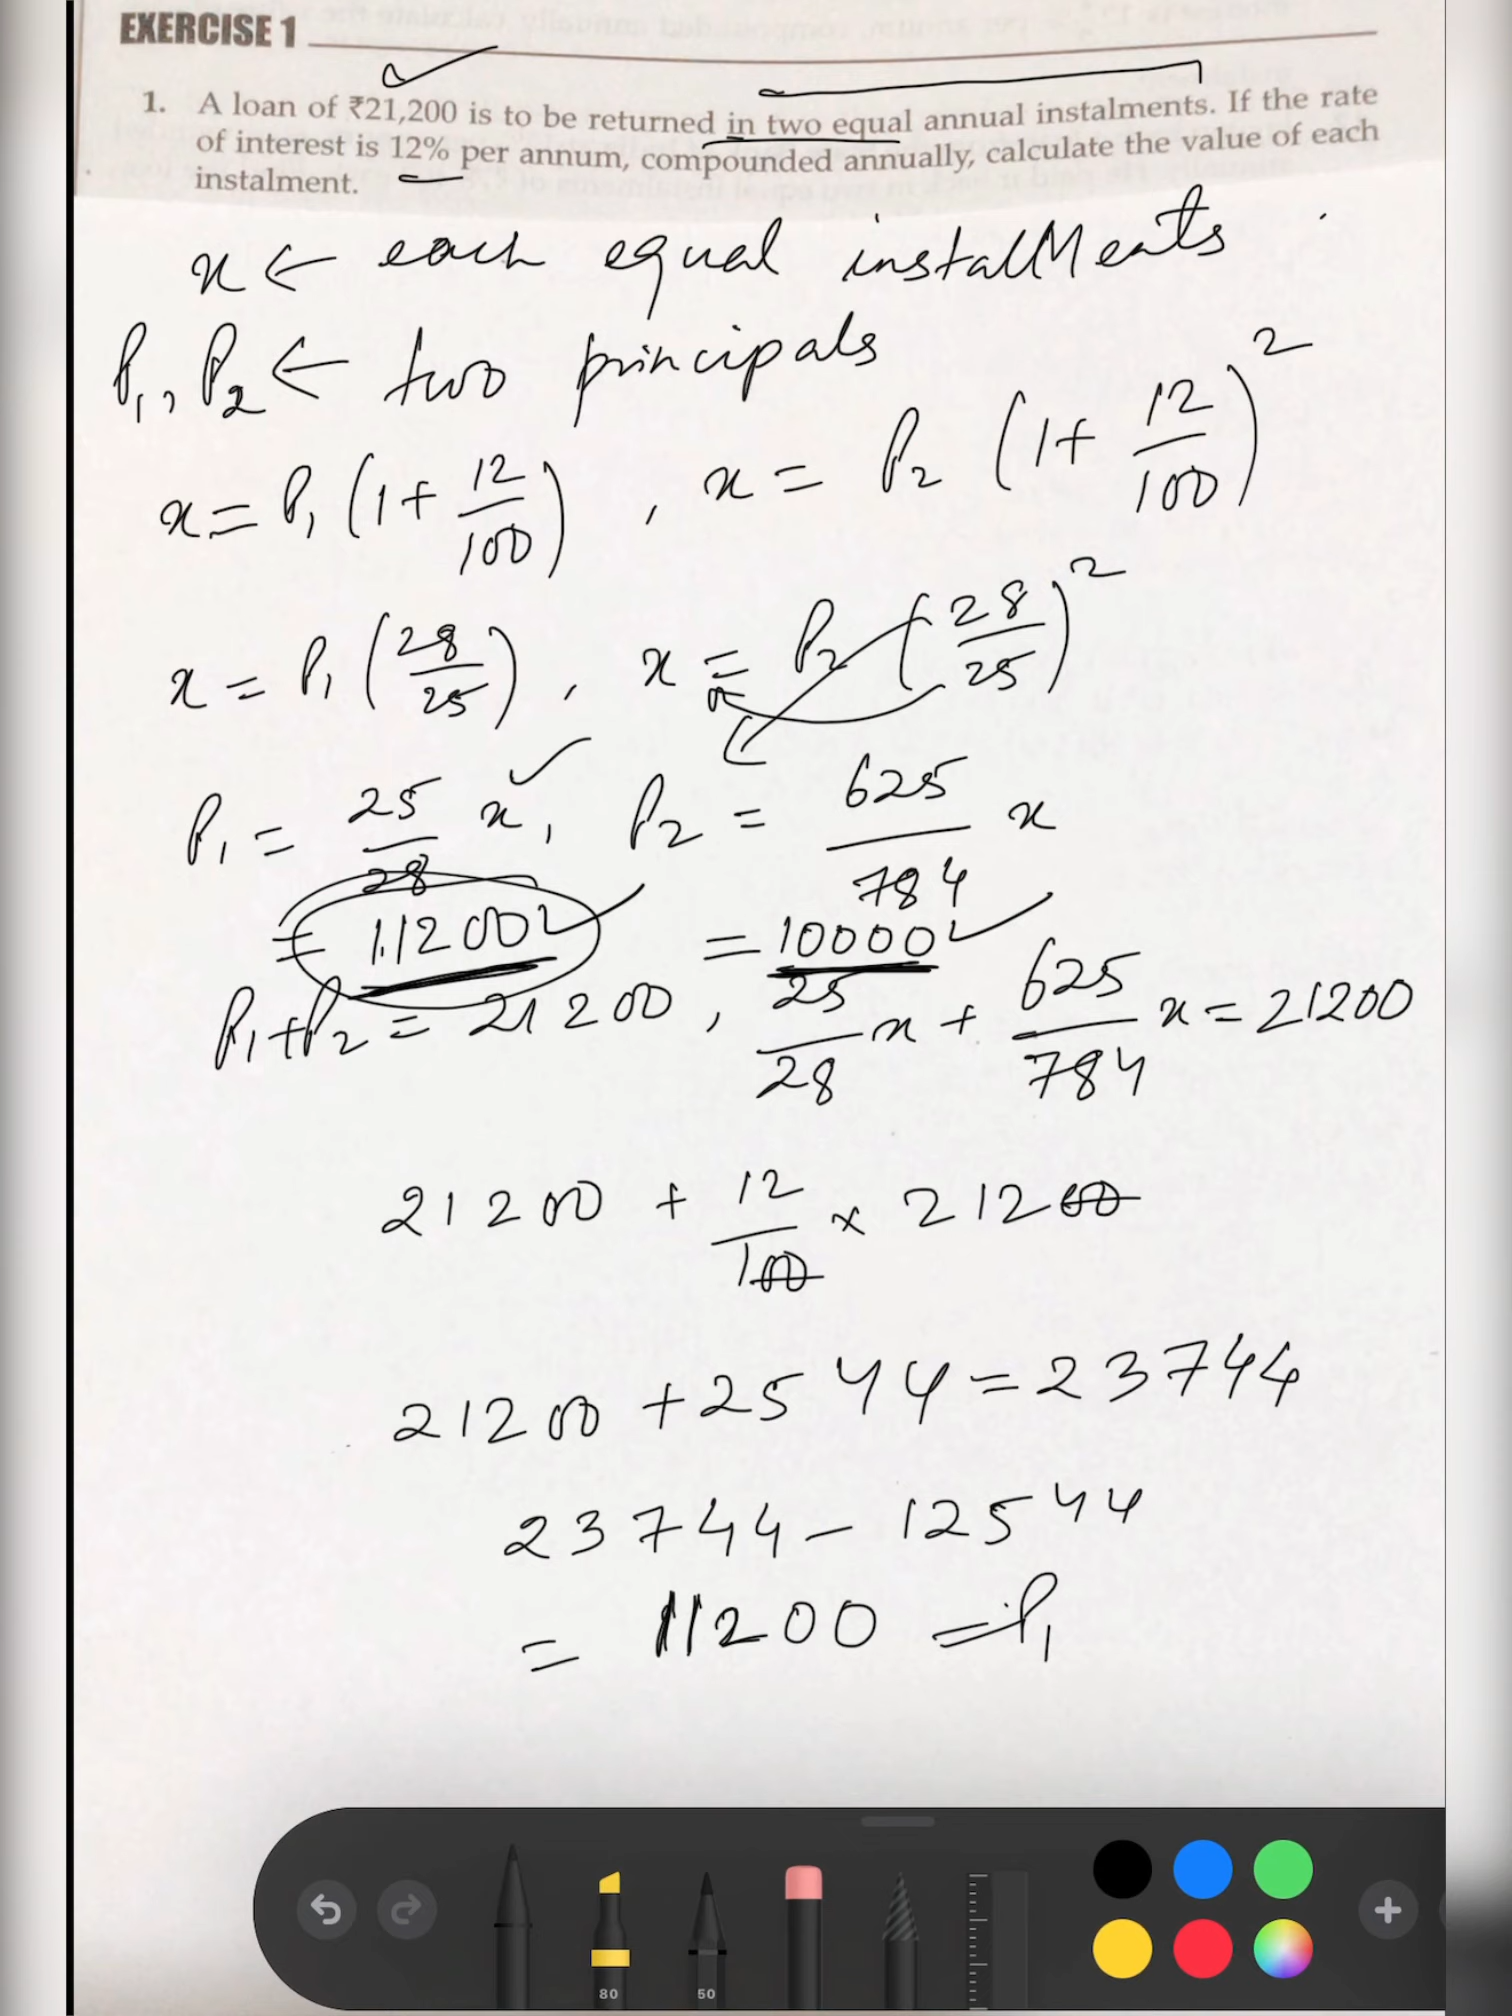 EXERCISE 1
1. A loan of ₹21,200 is to be returned in two equal annual instalments. If the rate
of interest is 12% per annum, compounded annually, calculate the value of each
instalment.
x ← each equal installments
P₁, P₂ ← two principals
x = P₁ (1 + 12/100), x = P₂ (1 + 12/100)²
x = P₁ (28/25), x = P₂ (28/25)²
P₁ = 25/28 x, P₂ = 625/784 x
= 11200 = 10000
P₁ + P₂ = 21200, 25/28 x + 625/784 x = 21200
21200 + 12/100 × 21200
21200 + 2544 = 23744
23744 – 12544
= 11200 = P₁
80 50